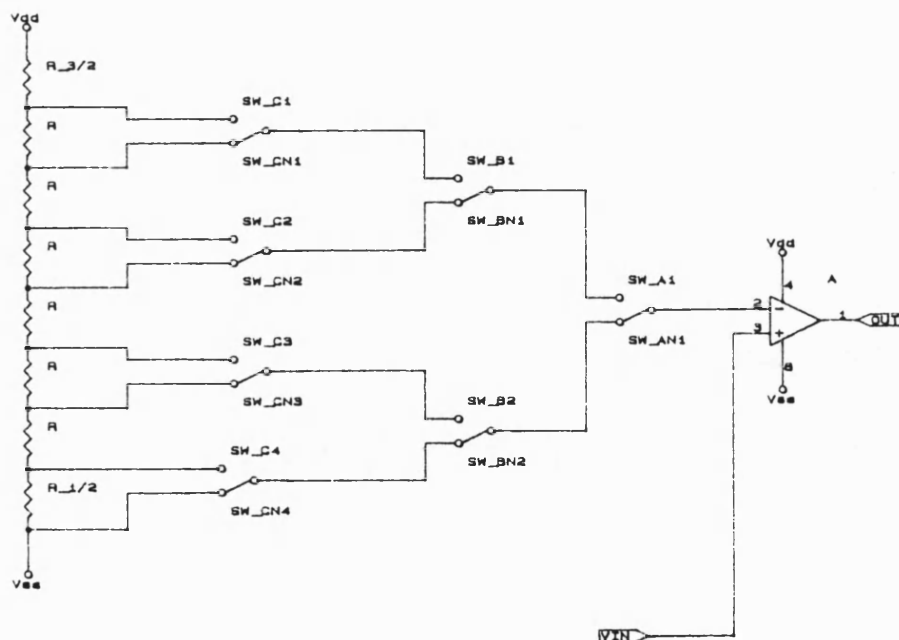 Vdd
R_3/2
SW_C1
R
SW_CN1
SW_B1
R
SW_C2
SW_BN1
R
Vdd
SW_CN2
SW_A1
4
A
R
2
1
OUT
3
SW_C3
SW_AN1
R
8
SW_CN3
SW_B2
Vss
R
SW_C4
SW_BN2
R_1/2
SW_CN4
Vss
VIN